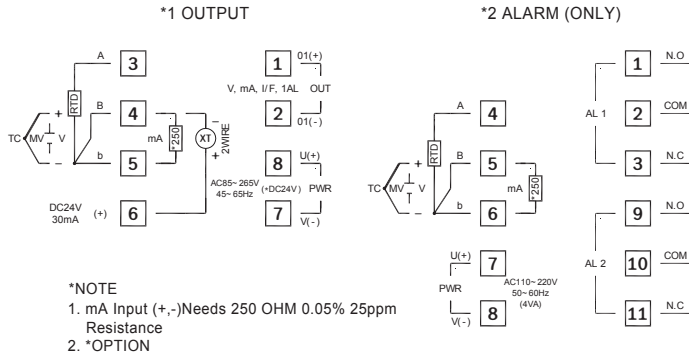 *1 OUTPUT
*2 ALARM (ONLY)
A
3
RTD
+
B
4
TC
MV
V
mA
*250
–
b
5
–
XT
+
2WIRE
DC24V
30mA
(+)
6
1
01(+)
V, mA, I/F, 1AL
OUT
2
01(-)
8
U(+)
AC85~265V
45~65Hz
(*DC24V)
PWR
7
V(-)
A
4
RTD
+
B
5
TC
MV
V
mA
*250
–
b
6
U(+)
7
PWR
AC110~220V
50~60Hz
(4VA)
V(-)
8
1
N.O
AL 1
2
COM
3
N.C
9
N.O
AL 2
10
COM
11
N.C
*NOTE
1. mA Input (+,-)Needs 250 OHM 0.05% 25ppm
Resistance
2. *OPTION